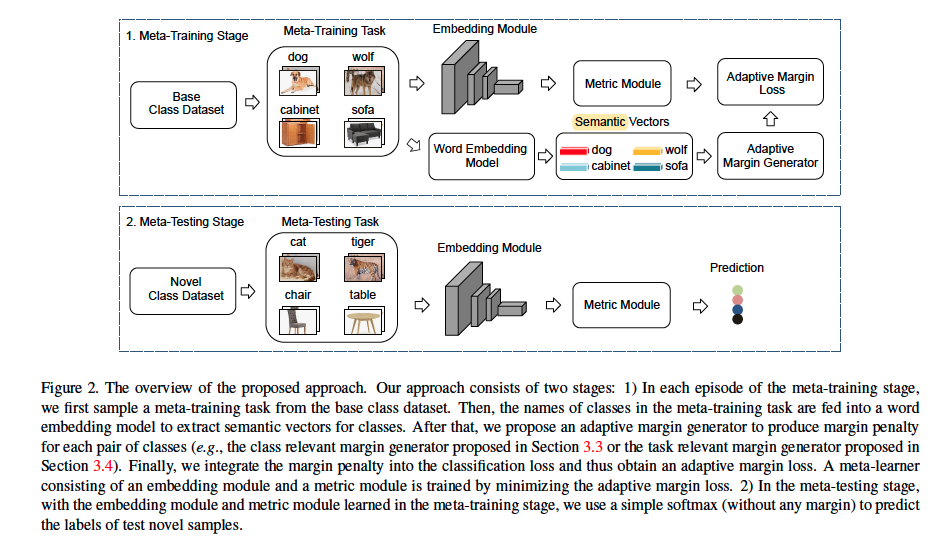 1. Meta-Training Stage
Meta-Training Task
Embedding Module
dog
wolf
cabinet
sofa
Base
Class Dataset
Metric Module
Adaptive Margin
Loss
Semantic Vectors
Word Embedding
Model
dog
wolf
cabinet
sofa
Adaptive
Margin Generator
2. Meta-Testing Stage
Meta-Testing Task
Embedding Module
cat
tiger
chair
table
Novel
Class Dataset
Metric Module
Prediction
Figure 2. The overview of the proposed approach. Our approach consists of two stages: 1) In each episode of the meta-training stage,
we first sample a meta-training task from the base class dataset. Then, the names of classes in the meta-training task are fed into a word
embedding model to extract semantic vectors for classes. After that, we propose an adaptive margin generator to produce margin penalty
for each pair of classes (e.g., the class relevant margin generator proposed in Section 3.3 or the task relevant margin generator proposed in
Section 3.4). Finally, we integrate the margin penalty into the classification loss and thus obtain an adaptive margin loss. A meta-learner
consisting of an embedding module and a metric module is trained by minimizing the adaptive margin loss. 2) In the meta-testing stage,
with the embedding module and metric module learned in the meta-training stage, we use a simple softmax (without any margin) to predict
the labels of test novel samples.